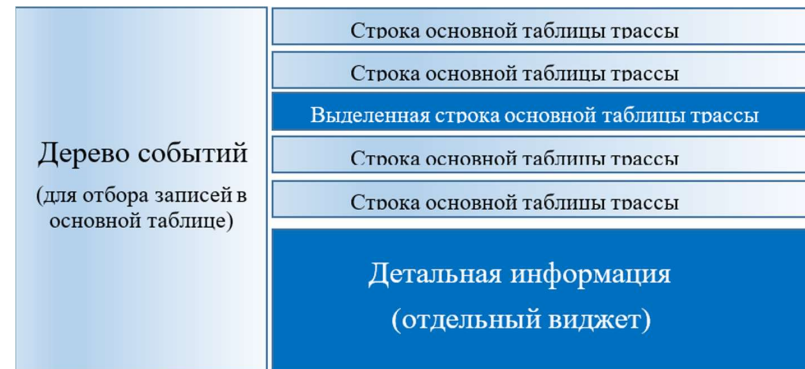 Дерево событий
(для отбора записей в
основной таблице)
Строка основной таблицы трассы
Строка основной таблицы трассы
Выделенная строка основной таблицы трассы
Строка основной таблицы трассы
Строка основной таблицы трассы
Детальная информация
(отдельный виджет)